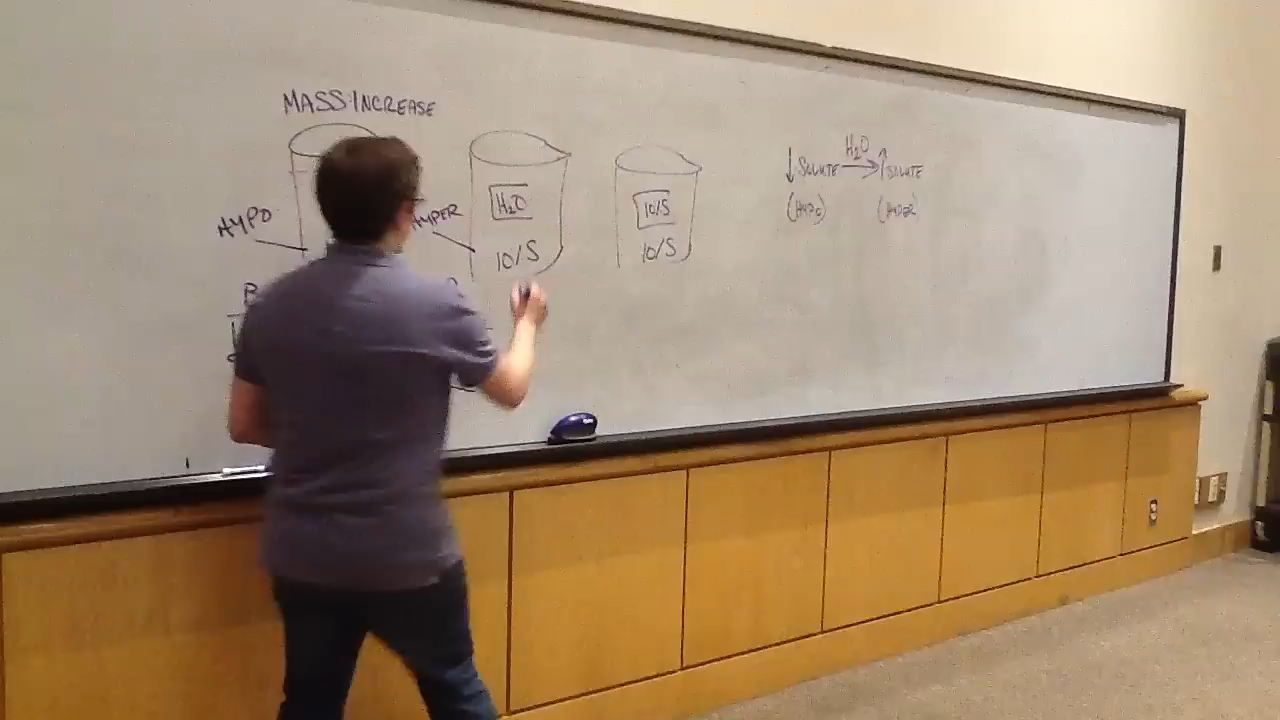 MASS INCREASE
HYPO
HYPER
H₂O
10/S
10/S
10/S
↓ SOLUTE H₂O → ↑ SOLUTE
(HYPO) (HYPER)